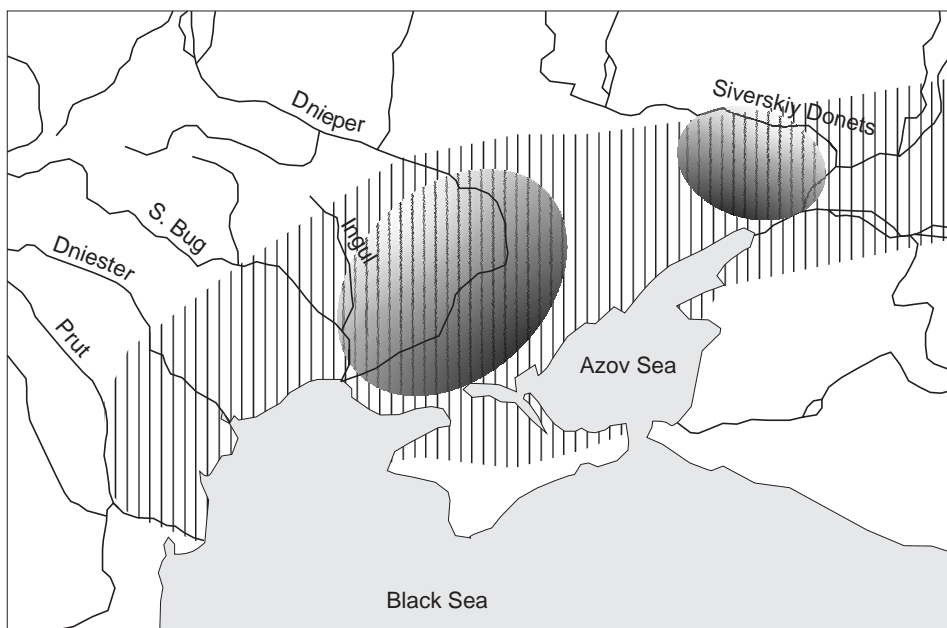 Siverskiy Donets
Dnieper
S. Bug
Ingul
Dniester
Prut
Azov Sea
Black Sea